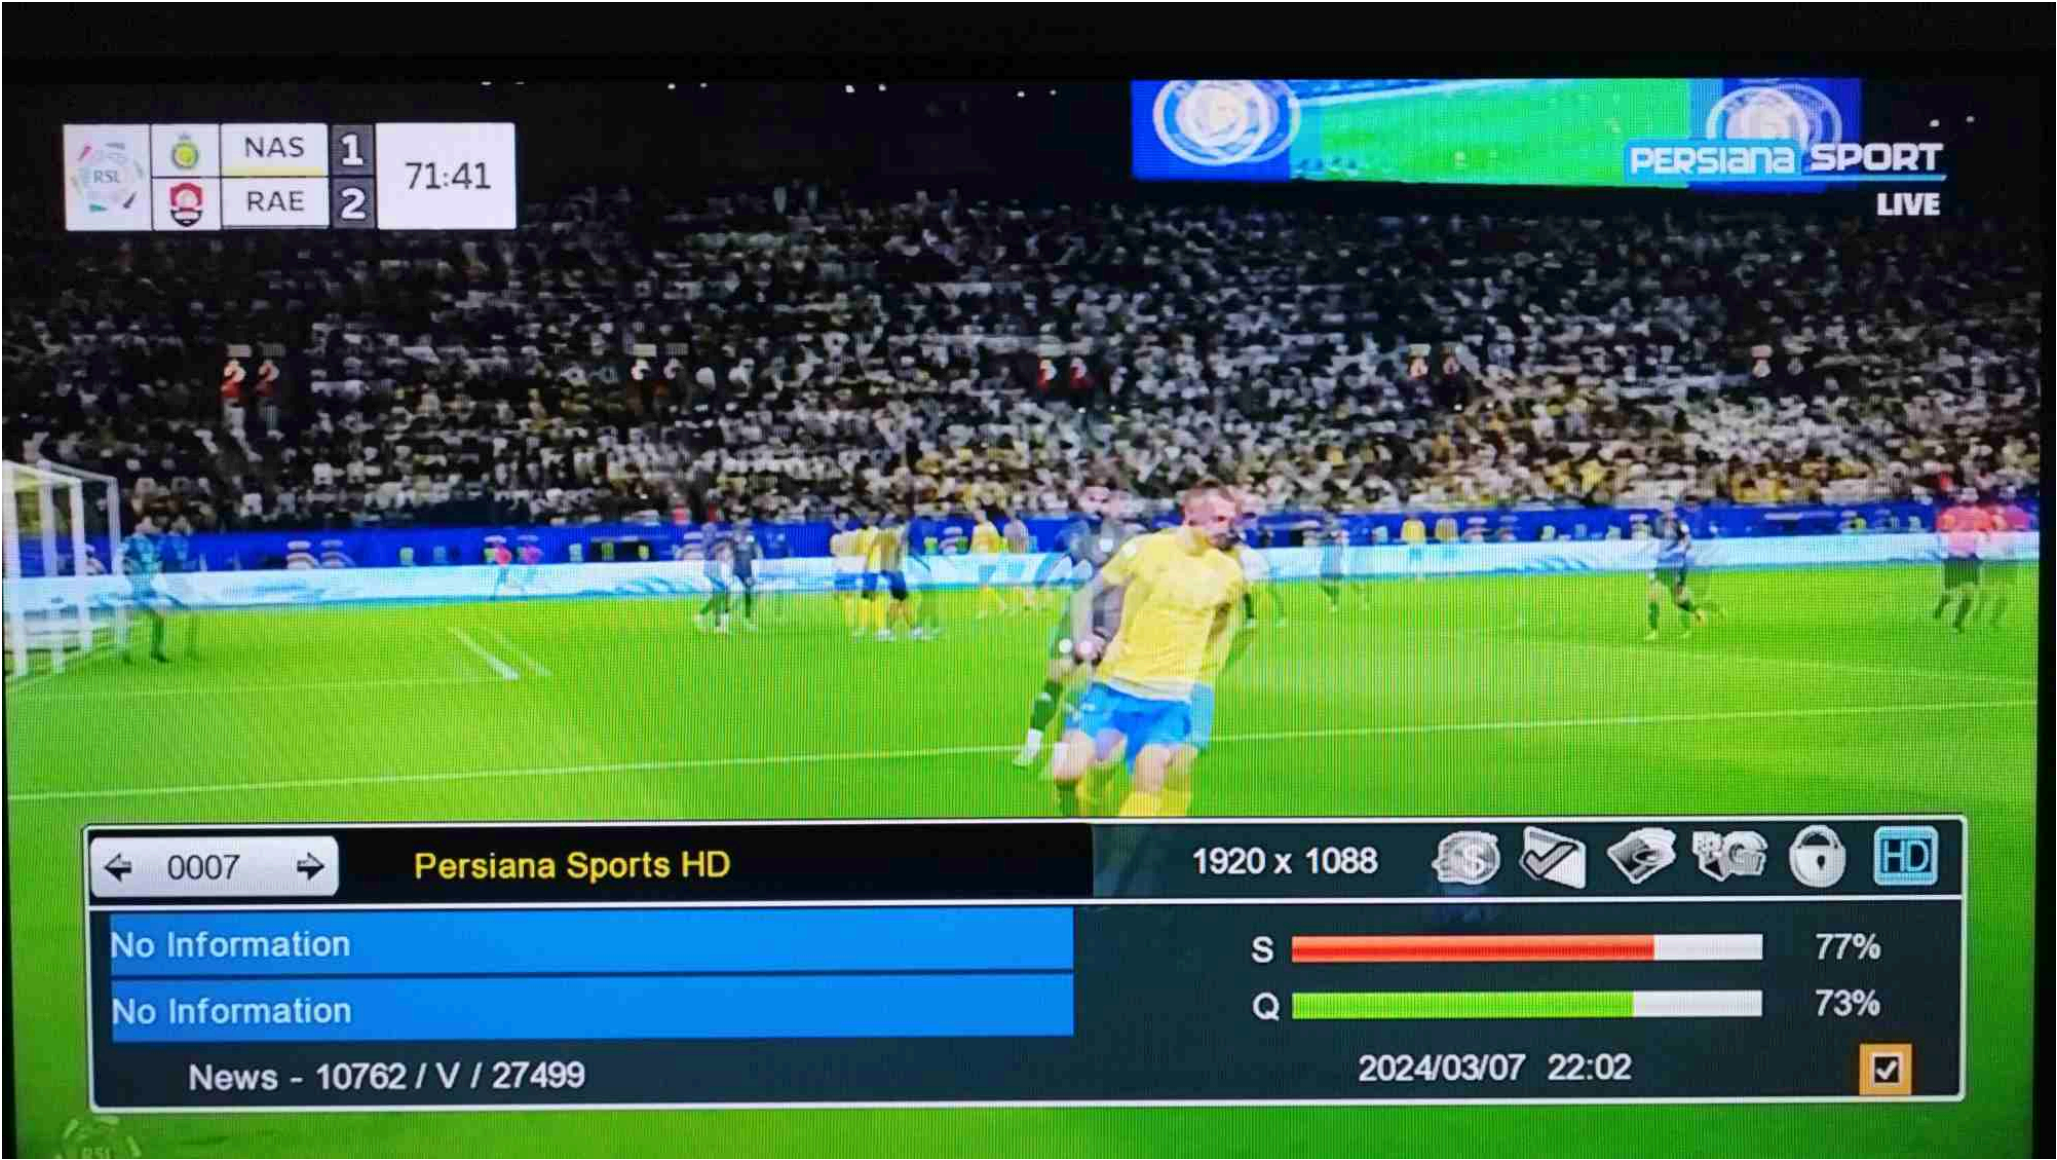 RSL
NAS 1
RAE 2
71:41
PERSIANA SPORT
LIVE
0007
Persiana Sports HD
1920 x 1088
HD
No Information
No Information
S 77%
Q 73%
News - 10762 / V / 27499
2024/03/07 22:02
RSL